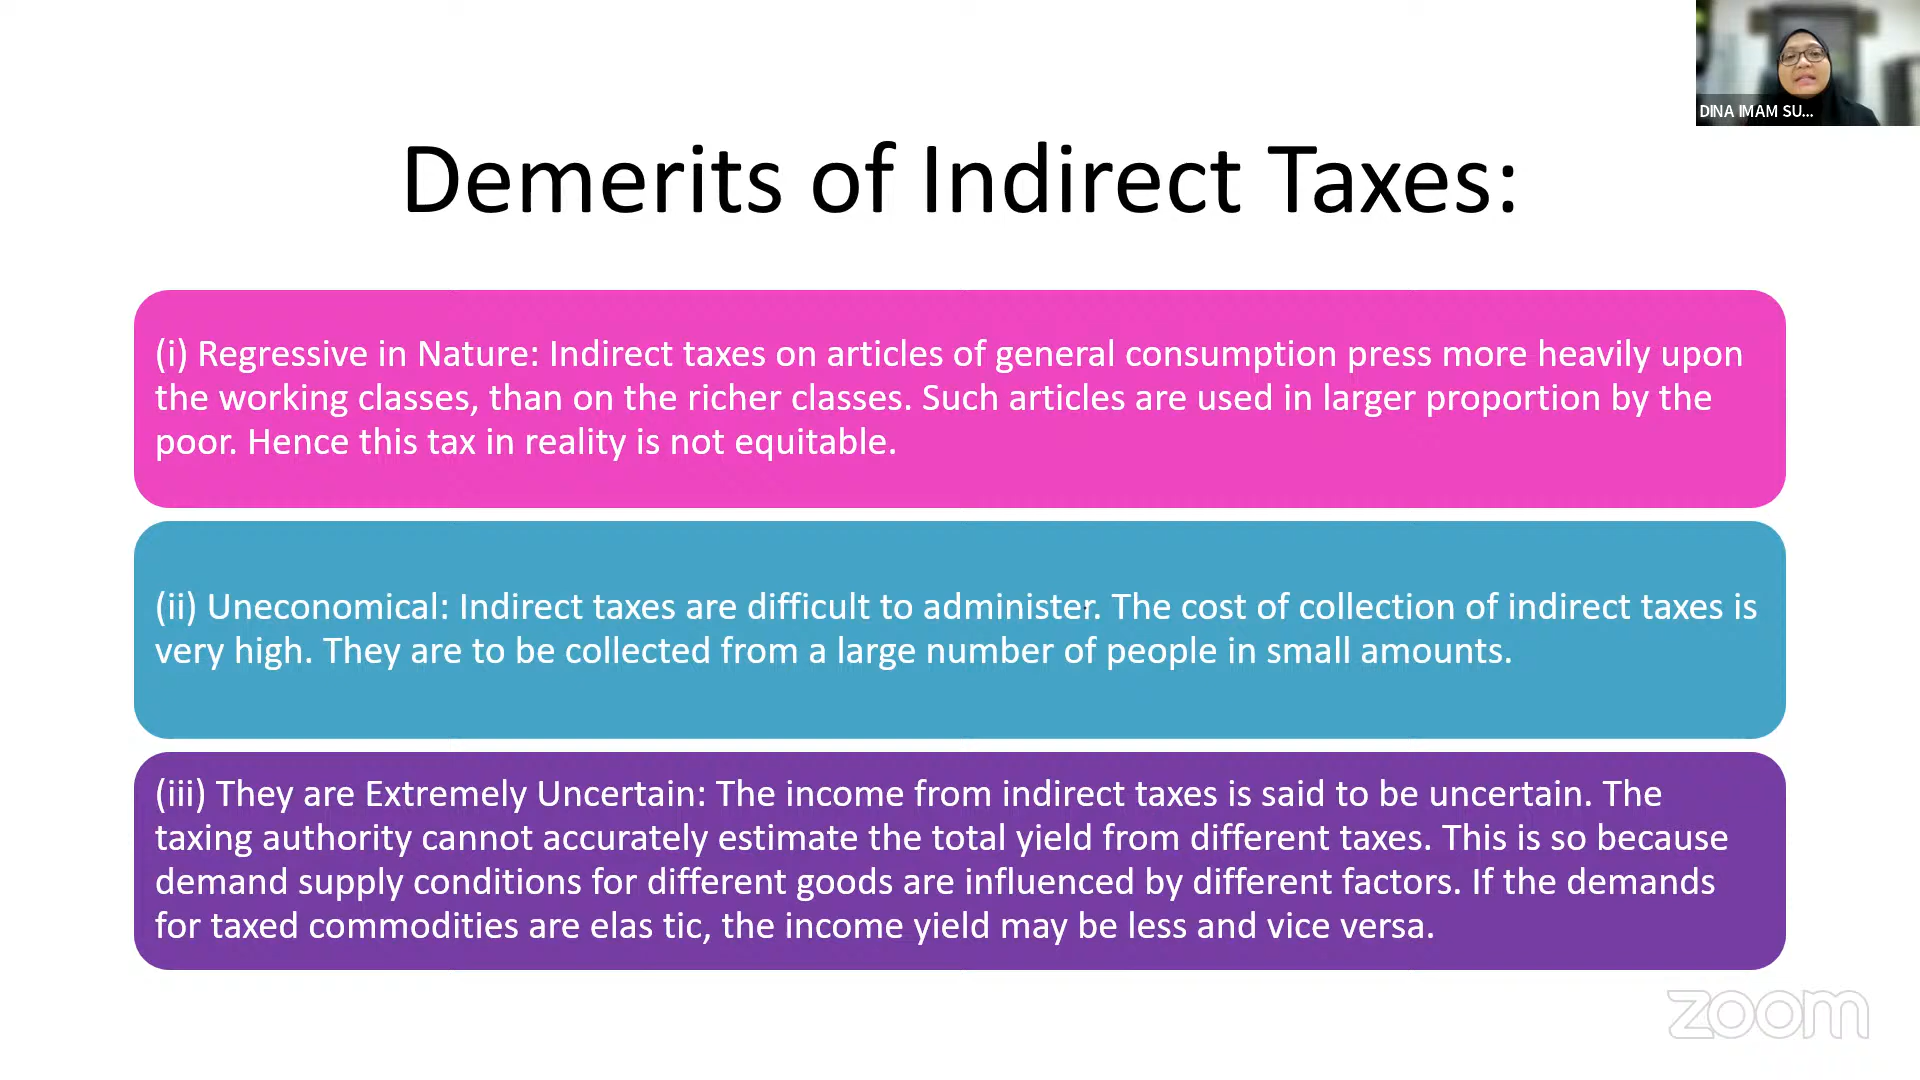 DINA IMAM SU...
Demerits of Indirect Taxes:
(i) Regressive in Nature: Indirect taxes on articles of general consumption press more heavily upon
the working classes, than on the richer classes. Such articles are used in larger proportion by the
poor. Hence this tax in reality is not equitable.
(ii) Uneconomical: Indirect taxes are difficult to administer. The cost of collection of indirect taxes is
very high. They are to be collected from a large number of people in small amounts.
(iii) They are Extremely Uncertain: The income from indirect taxes is said to be uncertain. The
taxing authority cannot accurately estimate the total yield from different taxes. This is so because
demand supply conditions for different goods are influenced by different factors. If the demands
for taxed commodities are elas tic, the income yield may be less and vice versa.
zoom